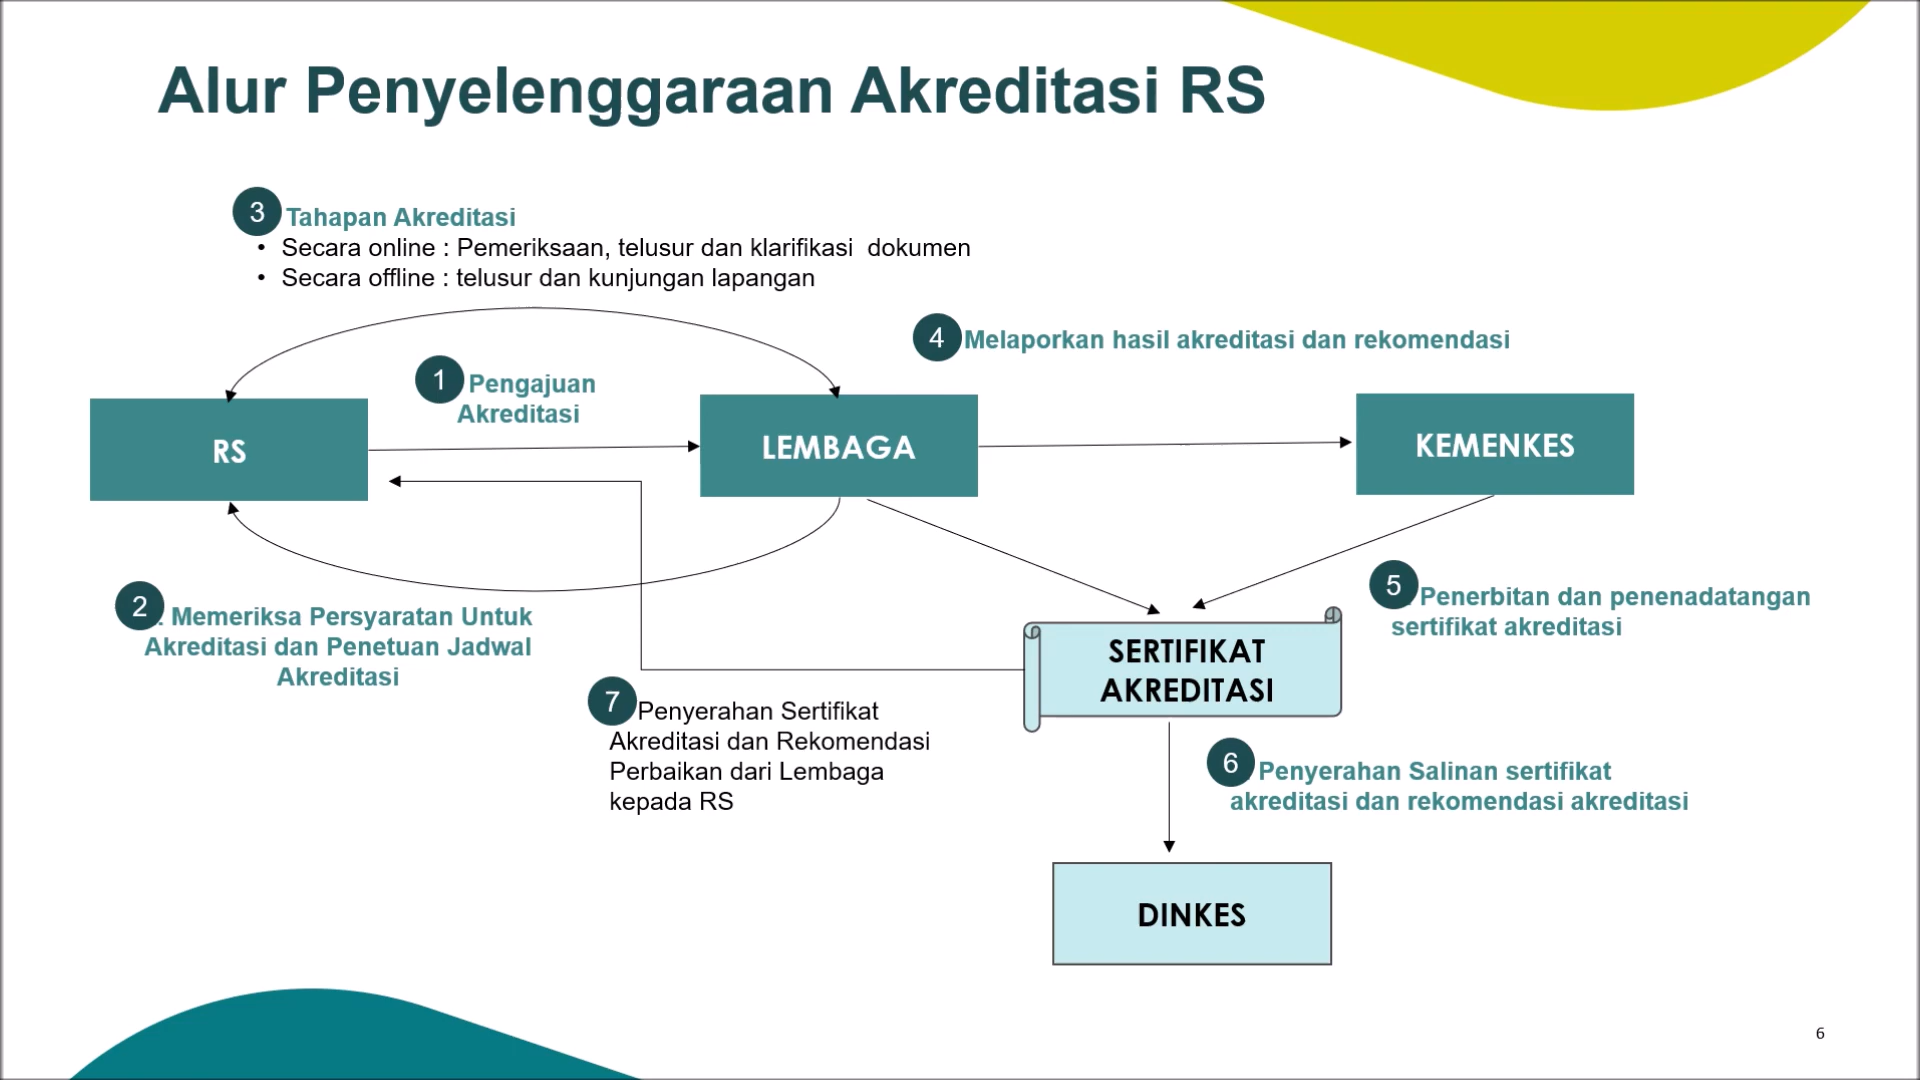 Alur Penyelenggaraan Akreditasi RS
3 Tahapan Akreditasi
• Secara online : Pemeriksaan, telusur dan klarifikasi dokumen
• Secara offline : telusur dan kunjungan lapangan
4 Melaporkan hasil akreditasi dan rekomendasi
1 Pengajuan
Akreditasi
RS
LEMBAGA
KEMENKES
2. Memeriksa Persyaratan Untuk
Akreditasi dan Penetuan Jadwal
Akreditasi
5. Penerbitan dan penenadatangan
sertifikat akreditasi
SERTIFIKAT
AKREDITASI
7 Penyerahan Sertifikat
Akreditasi dan Rekomendasi
Perbaikan dari Lembaga
kepada RS
6. Penyerahan Salinan sertifikat
akreditasi dan rekomendasi akreditasi
DINKES
6